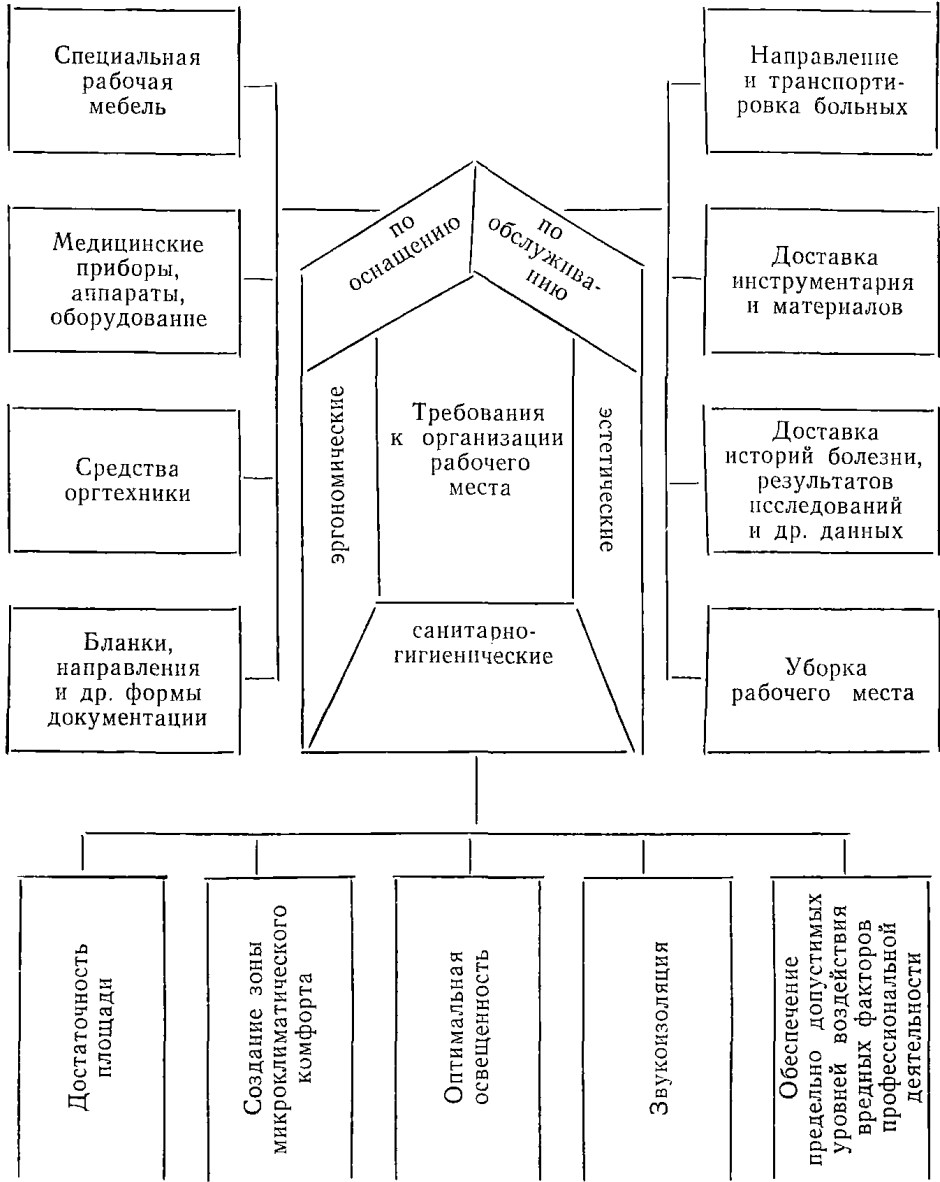 Специальная
рабочая
мебель
Медицинские
приборы,
аппараты,
оборудование
Средства
оргтехники
Бланки,
направления
и др. формы
документации
по
оснащению
по
обслужива-
нию
эргономические
Требования
к организации
рабочего
места
эстетические
санитарно-
гигиенические
Направление
и транспорти-
ровка больных
Доставка
инструментария
и материалов
Доставка
историй болезни,
результатов
исследований
и др. данных
Уборка
рабочего места
Достаточность
площади
Создание зоны
микроклиматического
комфорта
Оптимальная
освещенность
Звукоизоляция
Обеспечение
предельно допустимых
уровней воздействия
вредных факторов
профессиональной
деятельности